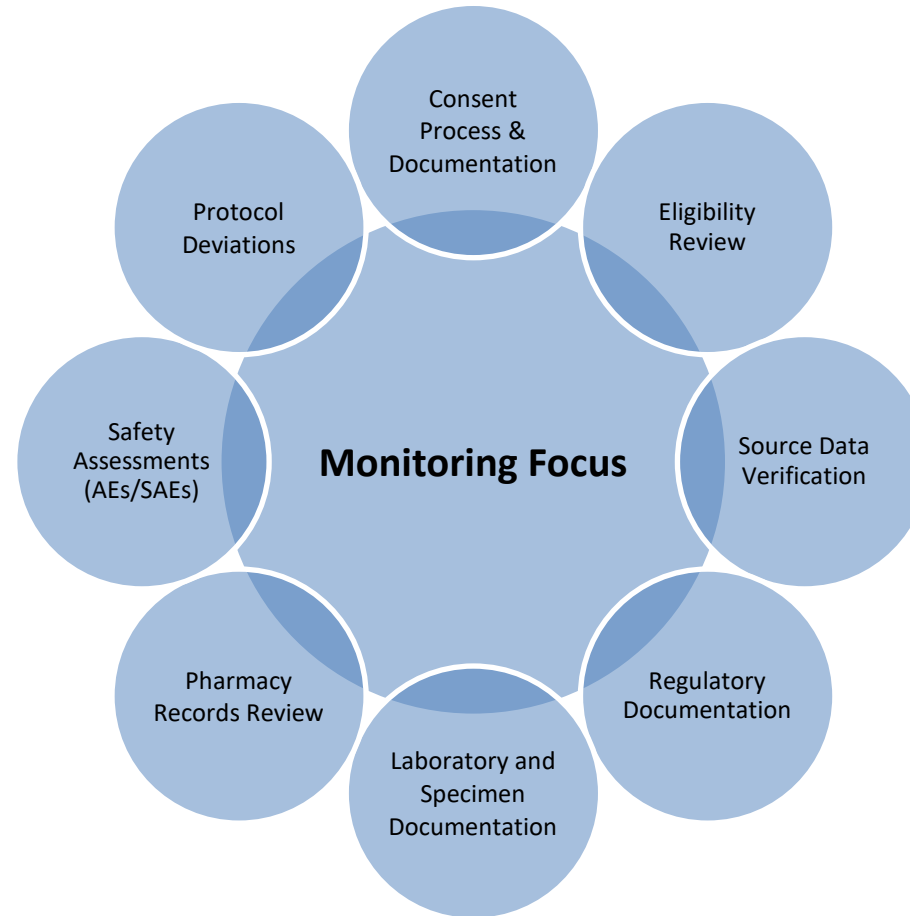 Consent
Process &
Documentation
Eligibility
Review
Source Data
Verification
Regulatory
Documentation
Laboratory and
Specimen
Documentation
Pharmacy
Records Review
Safety
Assessments
(AEs/SAEs)
Protocol
Deviations
Monitoring Focus